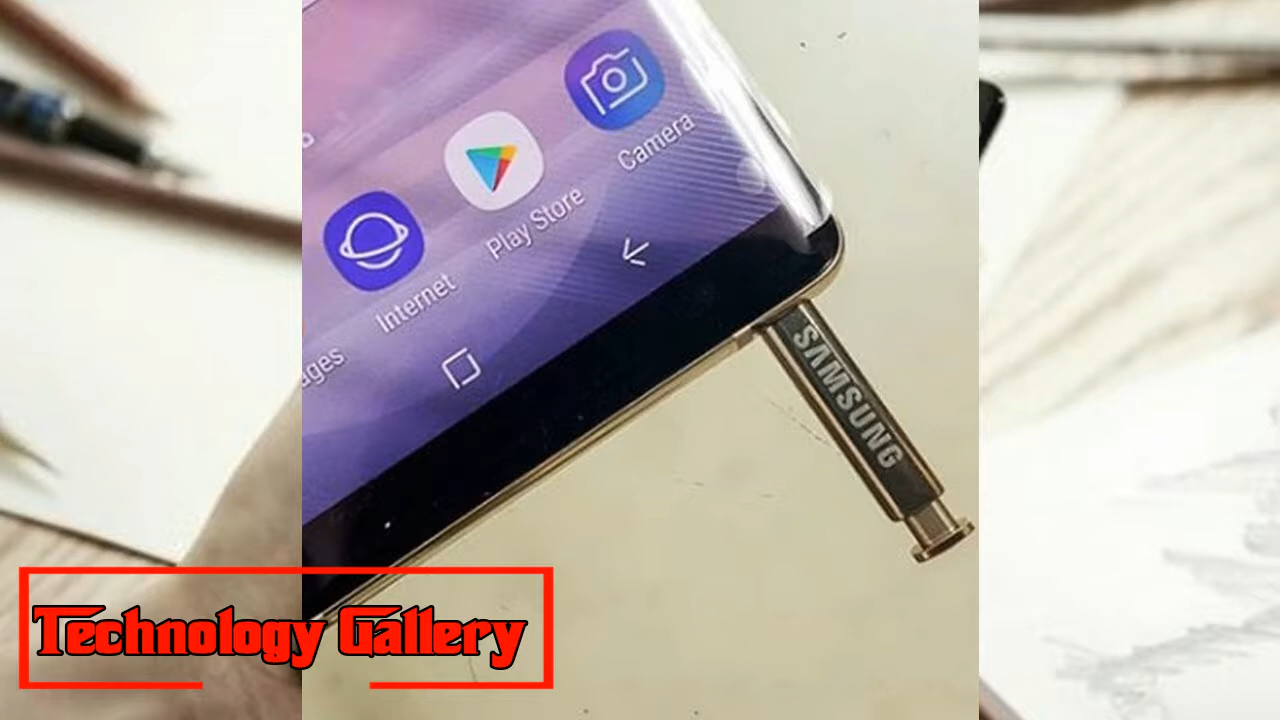 Camera
Play Store
Internet
ages
SAMSUNG
Technology Gallery